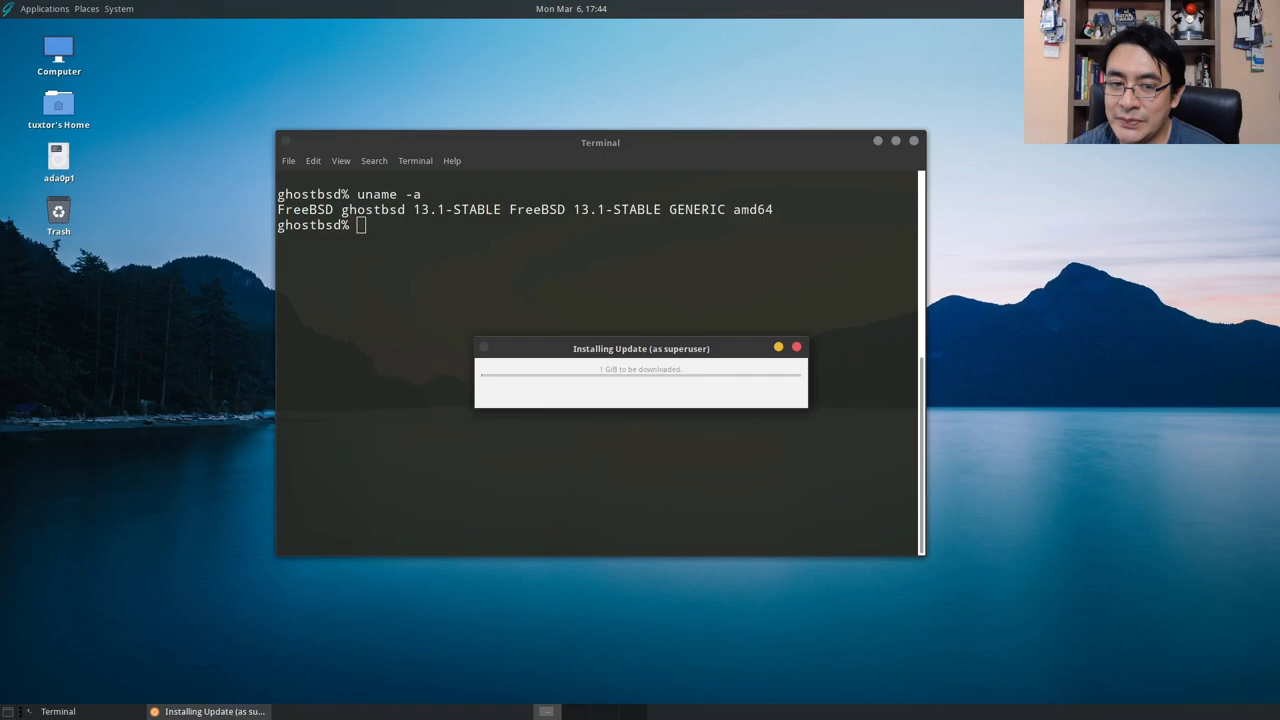 Applications Places System
Mon Mar 6, 17:44
Computer
tuxtor's Home
ada0p1
Trash
Terminal
File Edit View Search Terminal Help
ghostbsd% uname -a
FreeBSD ghostbsd 13.1-STABLE FreeBSD 13.1-STABLE GENERIC amd64
ghostbsd%
Installing Update (as superuser)
1 GiB to be downloaded.
Terminal
Installing Update (as su...